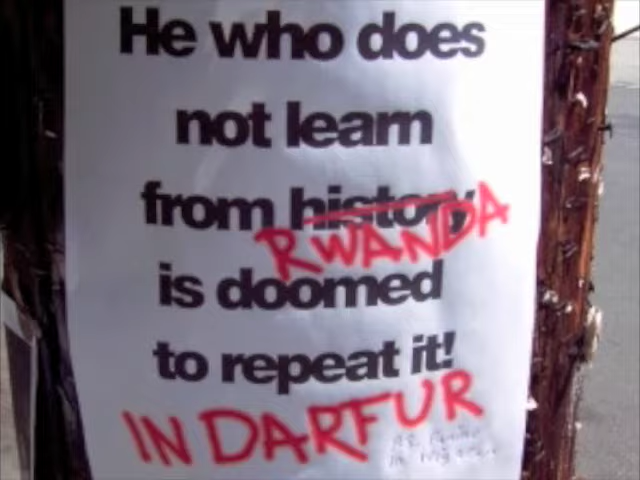 He who does
not learn
from history
RWANDA
is doomed
to repeat it!
IN DARFUR